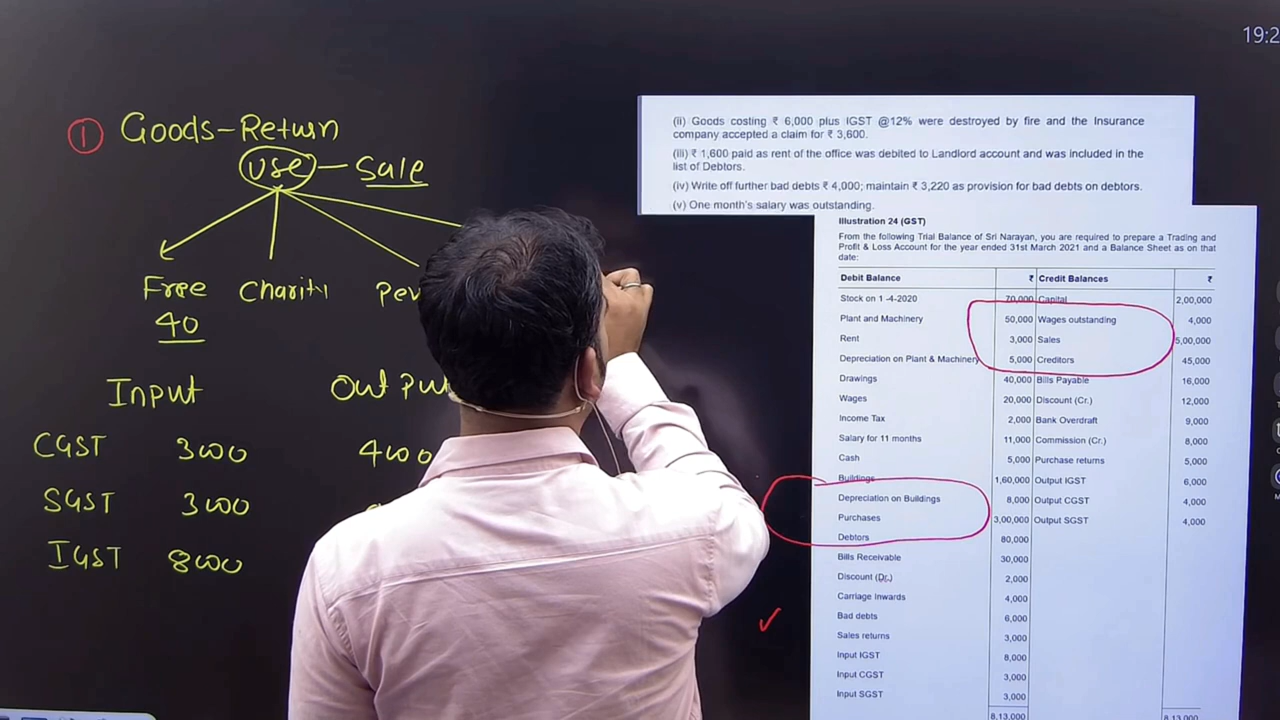 19:2
① Goods-Return
Use - Sale
Free Charity Per
40
Input Output
CGST 3000 4000
SGST 3000
IGST 8000
(ii) Goods costing ₹ 6,000 plus IGST @12% were destroyed by fire and the Insurance
company accepted a claim for ₹ 3,600.
(iii) ₹ 1,600 paid as rent of the office was debited to Landlord account and was included in the
list of Debtors.
(iv) Write off further bad debts ₹ 4,000; maintain ₹ 3,220 as provision for bad debts on debtors.
(v) One month's salary was outstanding.
Illustration 24 (GST)
From the following Trial Balance of Sri Narayan, you are required to prepare a Trading and
Profit & Loss Account for the year ended 31st March 2021 and a Balance Sheet as on that
date:
Debit Balance ₹ Credit Balances ₹
Stock on 1 -4-2020 70,000 Capital 2,00,000
Plant and Machinery 50,000 Wages outstanding 4,000
Rent 3,000 Sales 5,00,000
Depreciation on Plant & Machinery 5,000 Creditors 45,000
Drawings 40,000 Bills Payable 16,000
Wages 20,000 Discount (Cr.) 12,000
Income Tax 2,000 Bank Overdraft 9,000
Salary for 11 months 11,000 Commission (Cr.) 8,000
Cash 5,000 Purchase returns 5,000
Buildings 1,60,000 Output IGST 6,000
Depreciation on Buildings 8,000 Output CGST 4,000
Purchases 3,00,000 Output SGST 4,000
Debtors 80,000
Bills Receivable 30,000
Discount (Dr.) 2,000
Carriage Inwards 4,000
Bad debts 6,000
Sales returns 3,000
Input IGST 8,000
Input CGST 3,000
Input SGST 3,000
8,13,000 8,13,000